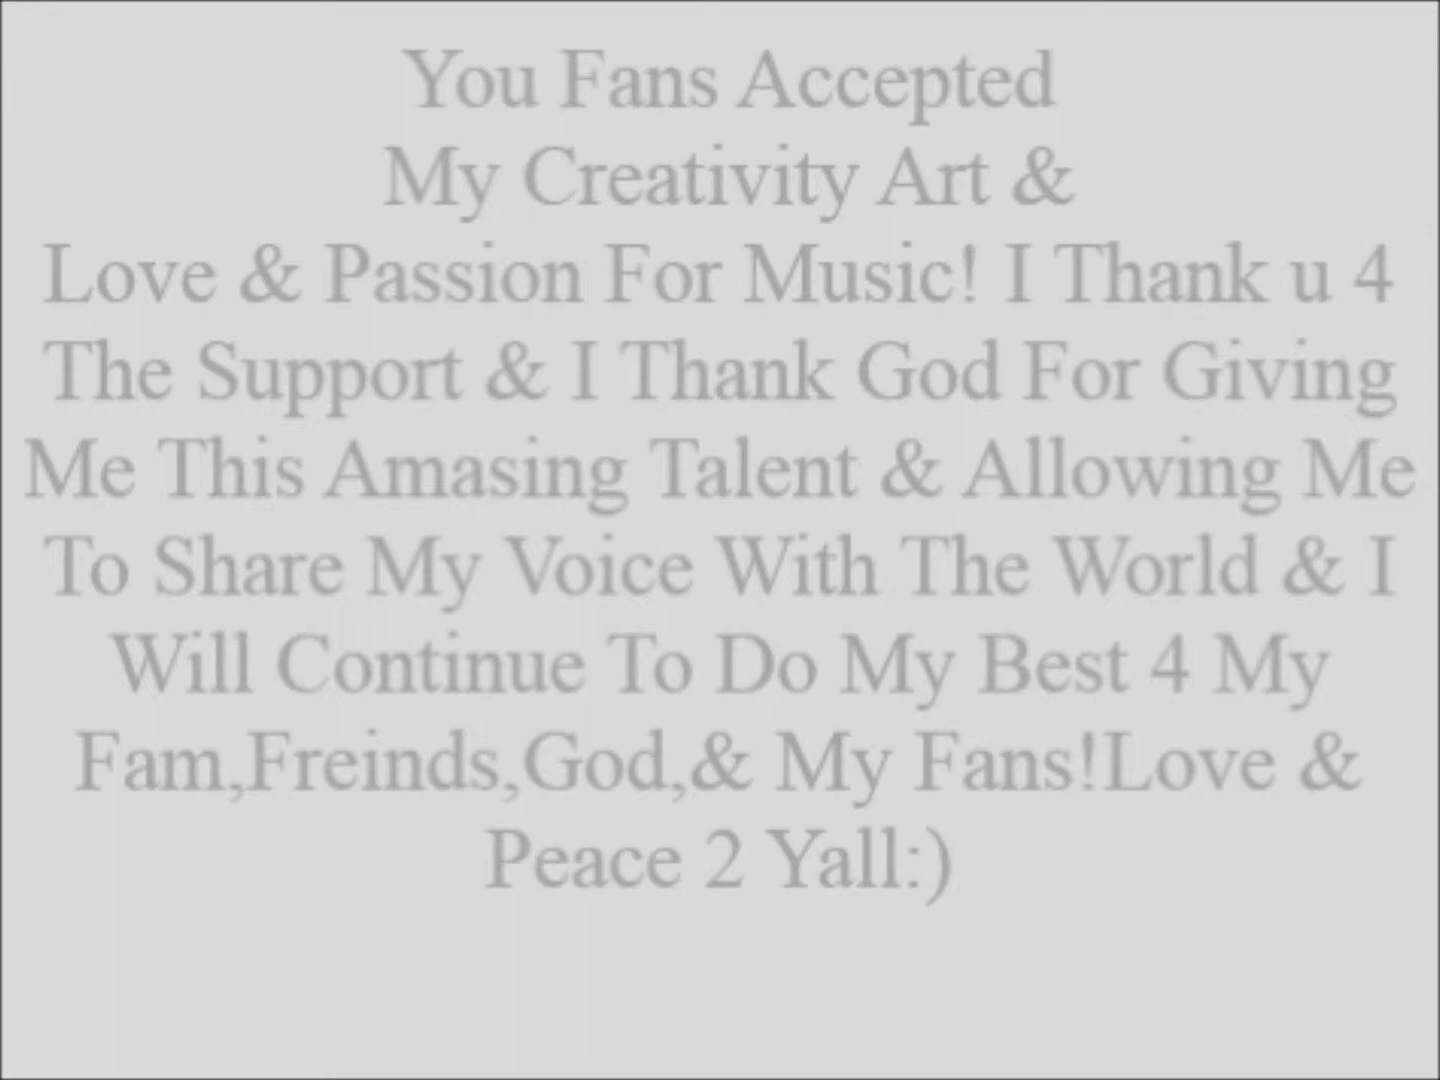 You Fans Accepted
My Creativity Art &
Love & Passion For Music! I Thank u 4
The Support & I Thank God For Giving
Me This Amasing Talent & Allowing Me
To Share My Voice With The World & I
Will Continue To Do My Best 4 My
Fam,Freinds,God,& My Fans!Love &
Peace 2 Yall:)